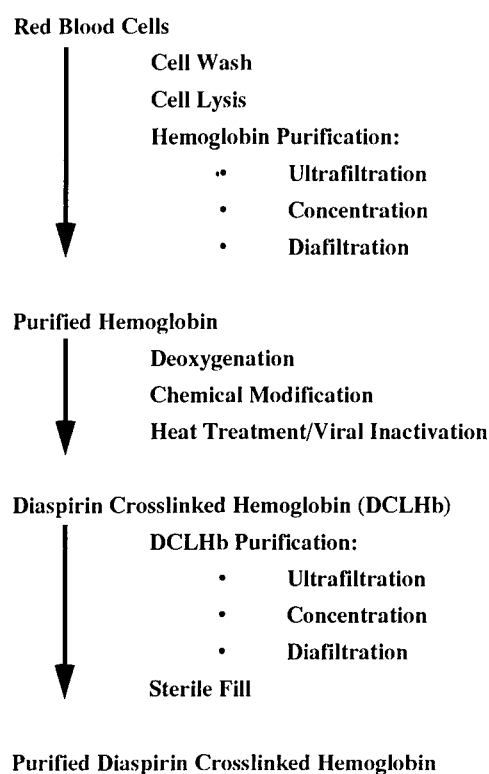 Red Blood Cells
Cell Wash
Cell Lysis
Hemoglobin Purification:
• Ultrafiltration
• Concentration
• Diafiltration
Purified Hemoglobin
Deoxygenation
Chemical Modification
Heat Treatment/Viral Inactivation
Diaspirin Crosslinked Hemoglobin (DCLHb)
DCLHb Purification:
• Ultrafiltration
• Concentration
• Diafiltration
Sterile Fill
Purified Diaspirin Crosslinked Hemoglobin